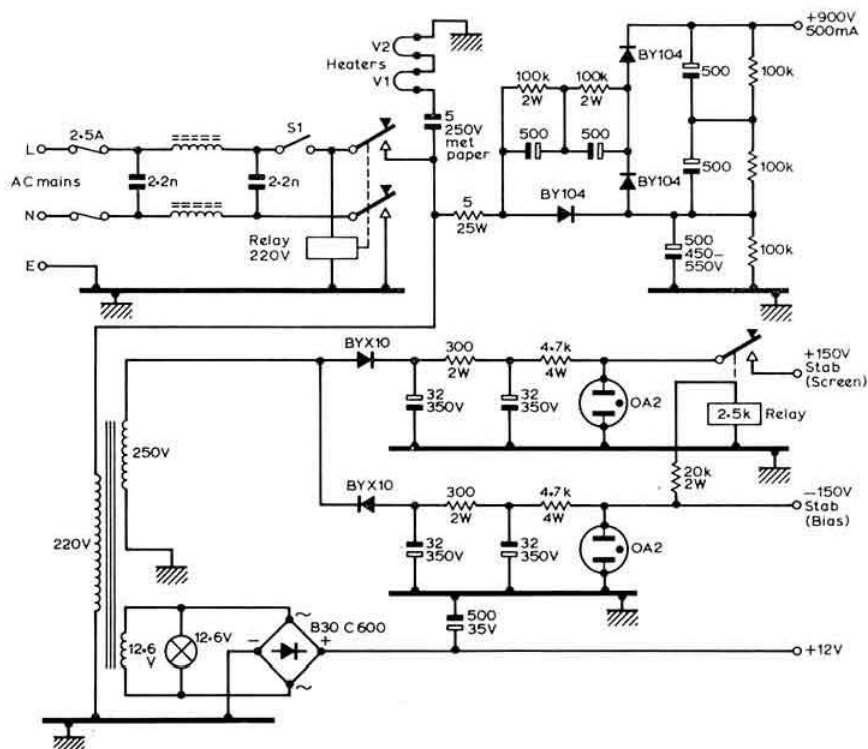 +900V
500mA
V2
Heaters
V1
BY104
500
100k
100k
2W
100k
2W
5
250V
met
paper
500
500
2·5A
S1
L
AC mains
2·2n
2·2n
N
BY104
BY104
500
100k
5
25W
Relay
220V
E
500
450–
550V
100k
BYX10
300
2W
4·7k
4W
+150V
Stab
(Screen)
32
350V
32
350V
OA2
2.5k
Relay
250V
20k
2W
BYX10
300
2W
4·7k
4W
–150V
Stab
(Bias)
220V
32
350V
32
350V
OA2
500
35V
12·6
V
12·6V
~
B30 C600
–
+
~
+12V